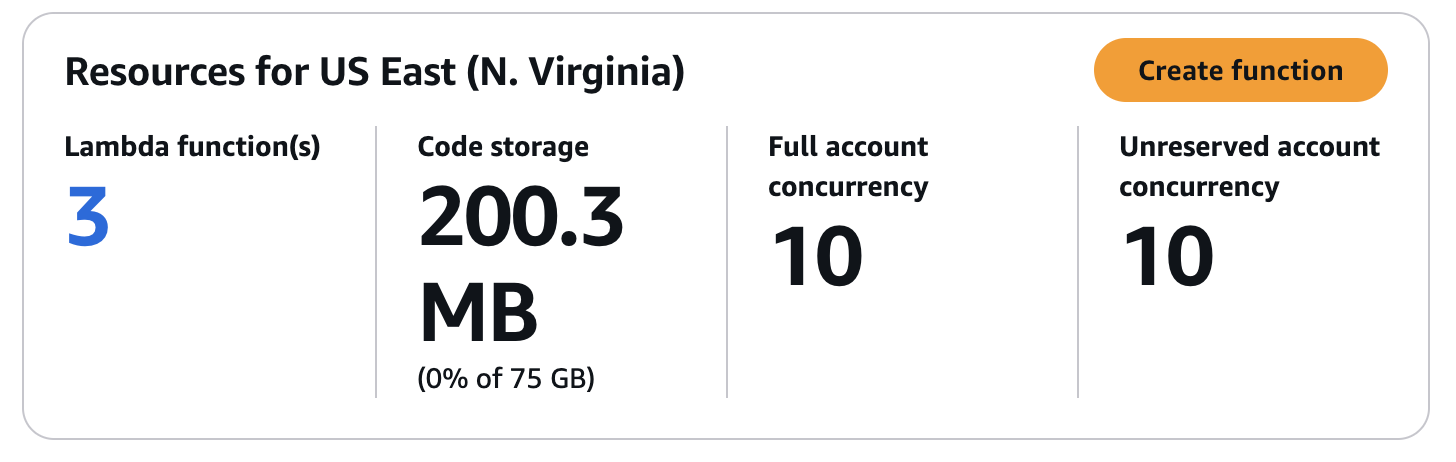 Resources for US East (N. Virginia)
Create function
Lambda function(s)
3
Code storage
200.3
MB
(0% of 75 GB)
Full account
concurrency
10
Unreserved account
concurrency
10